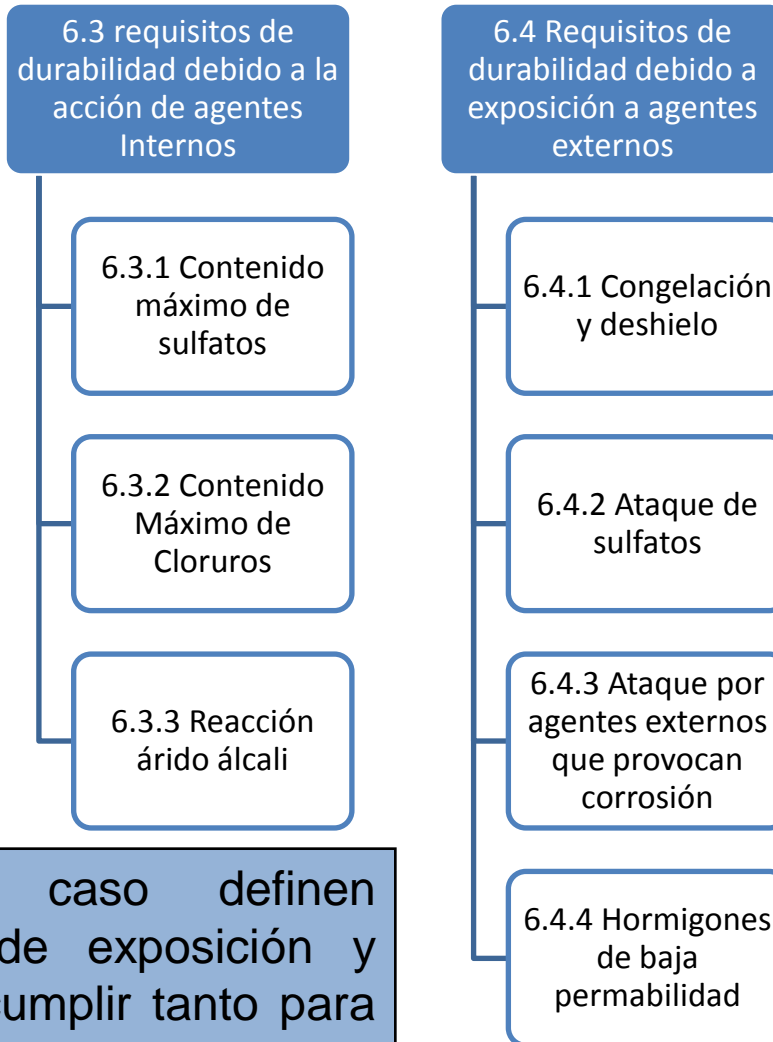 6.3 requisitos de
durabilidad debido a la
acción de agentes
Internos
6.3.1 Contenido
máximo de
sulfatos
6.3.2 Contenido
Máximo de
Cloruros
6.3.3 Reacción
árido álcali
6.4 Requisitos de
durabilidad debido a
exposición a agentes
externos
6.4.1 Congelación
y deshielo
6.4.2 Ataque de
sulfatos
6.4.3 Ataque por
agentes externos
que provocan
corrosión
6.4.4 Hormigones
de baja
permabilidad
caso definen
de exposición y
cumplir tanto para